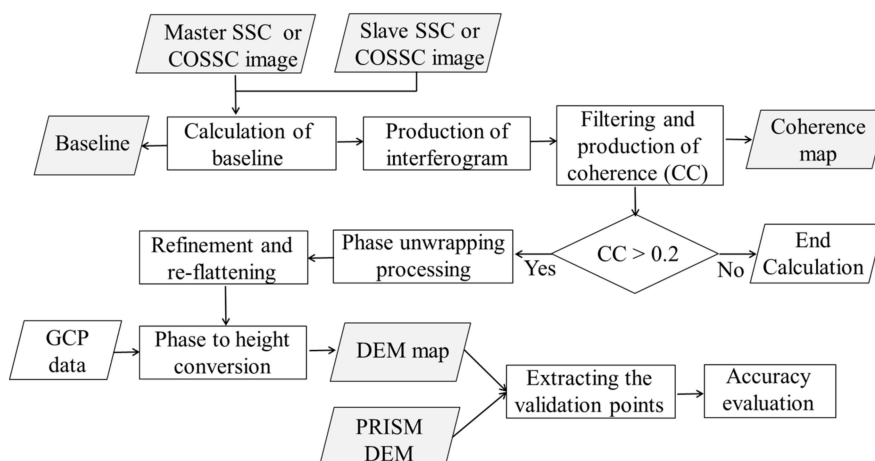 Master SSC or
COSSC image
Slave SSC or
COSSC image
Baseline
Calculation of
baseline
Production of
interferogram
Filtering and
production of
coherence (CC)
Coherence
map
Refinement and
re-flattening
Phase unwrapping
processing
Yes
CC > 0.2
No
End
Calculation
GCP
data
Phase to height
conversion
DEM map
Extracting the
validation points
Accuracy
evaluation
PRISM
DEM